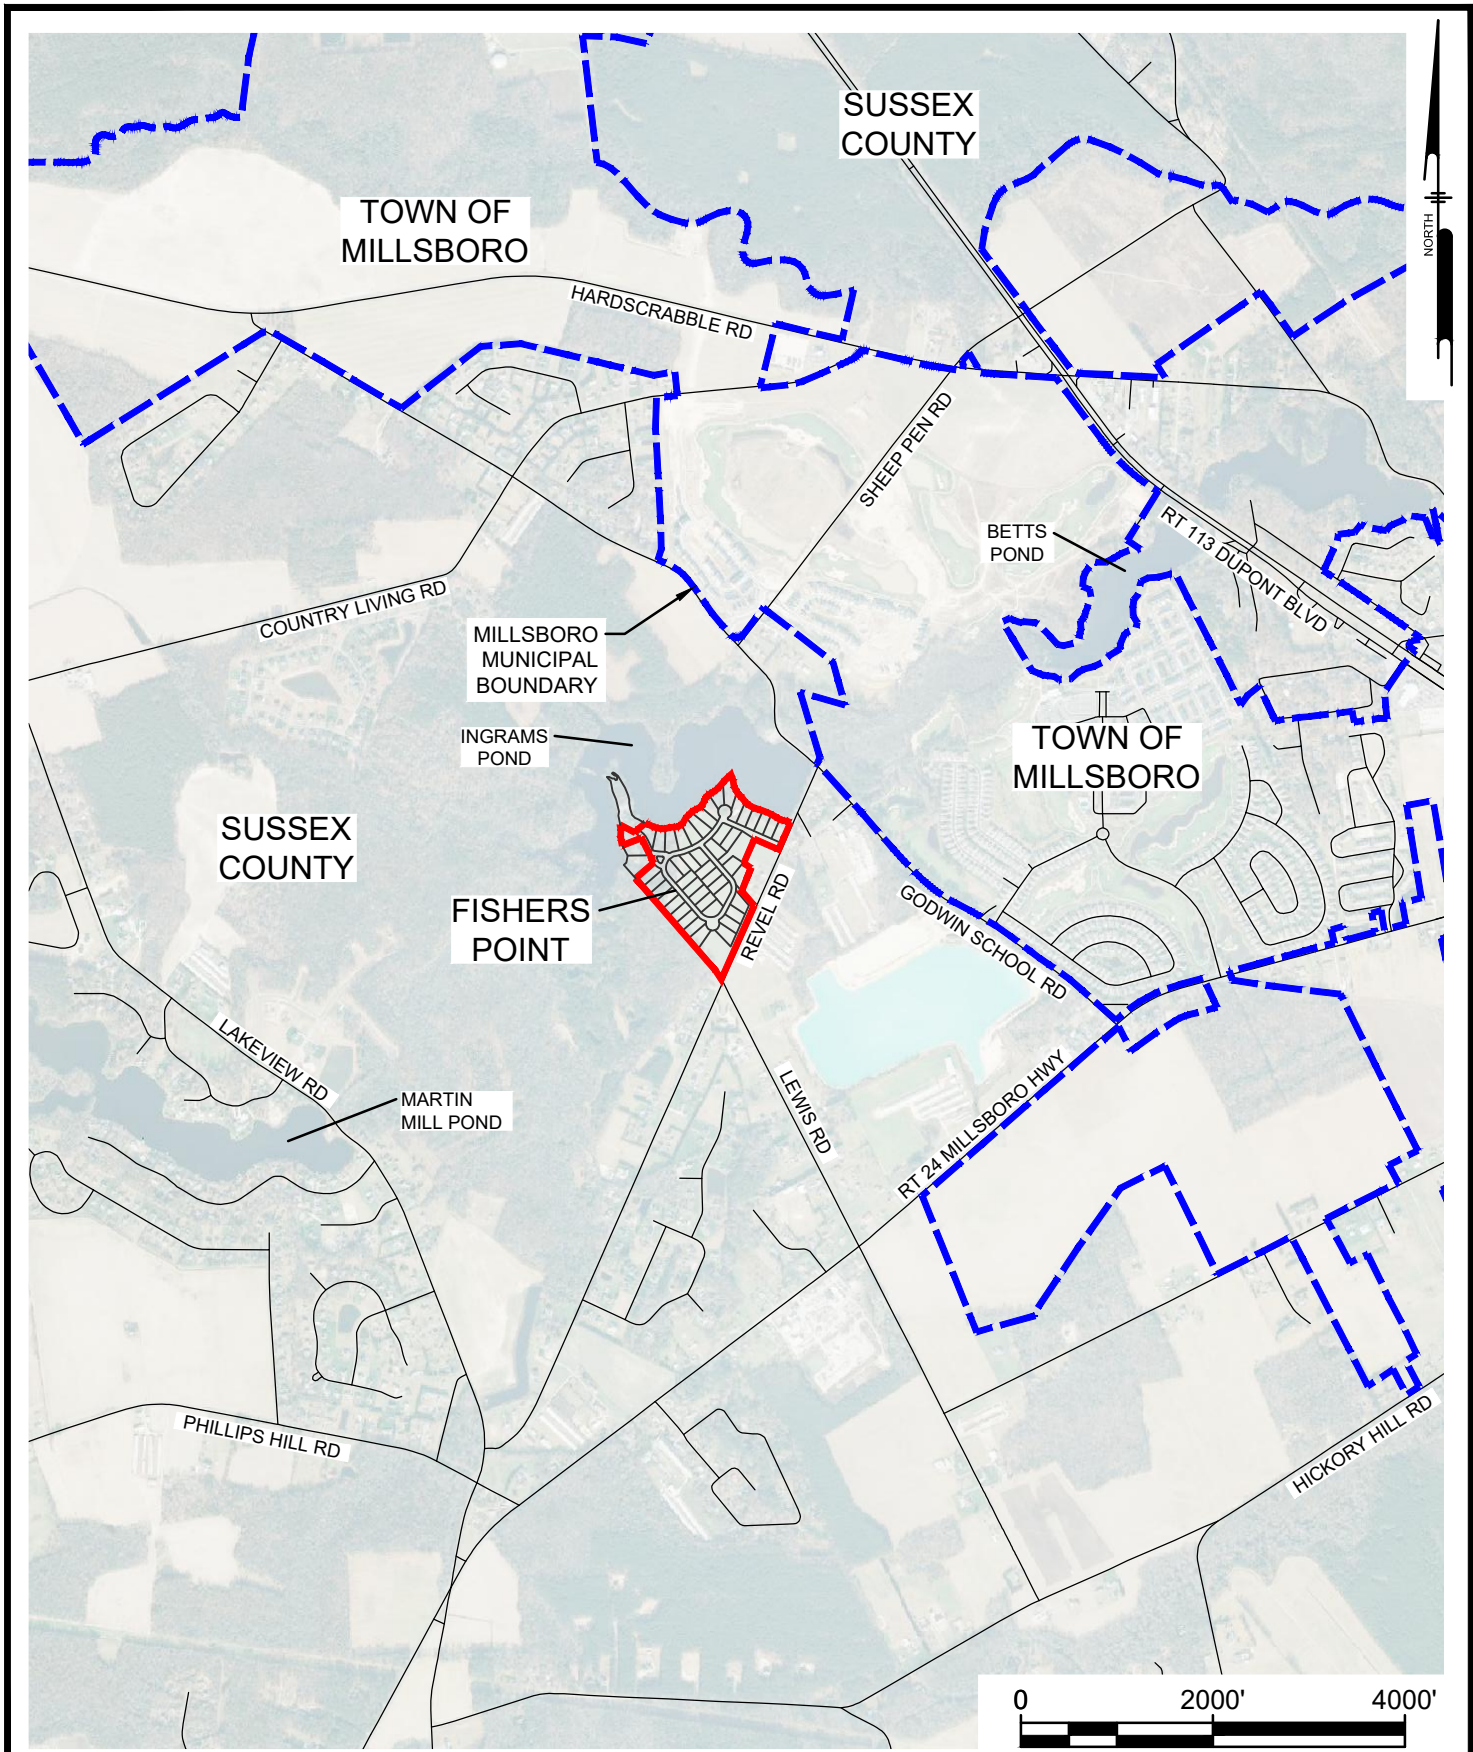 SUSSEX
COUNTY
TOWN OF
MILLSBORO
NORTH
HARDSCRABBLE RD
SHEEP PEN RD
BETTS
POND
RT 113 DUPONT BLVD
COUNTRY LIVING RD
MILLSBORO
MUNICIPAL
BOUNDARY
INGRAMS
POND
TOWN OF
MILLSBORO
SUSSEX
COUNTY
FISHERS
POINT
REVEL RD
GODWIN SCHOOL RD
LAKEVIEW RD
MARTIN
MILL POND
LEWIS RD
RT 24 MILLSBORO HWY
PHILLIPS HILL RD
HICKORY HILL RD
0 2000' 4000'